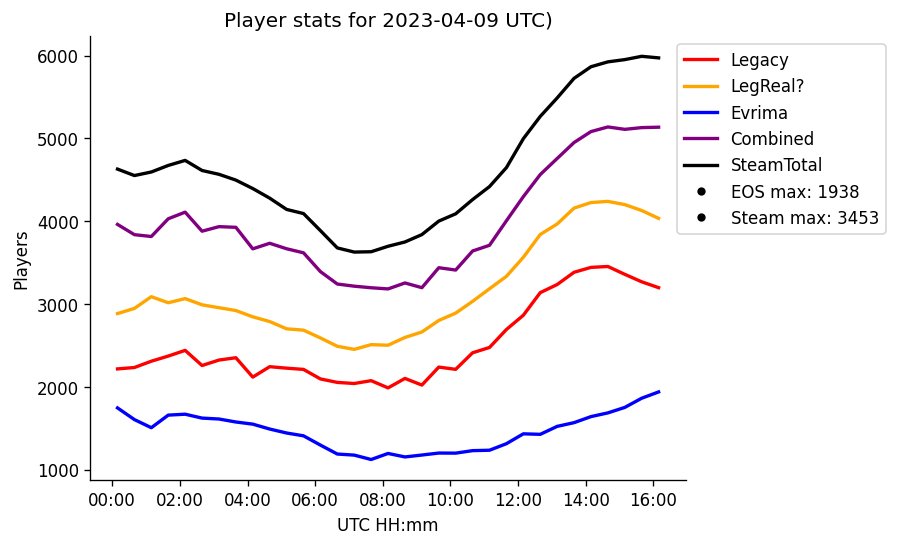 Player stats for 2023-04-09 UTC)
6000
5000
4000
3000
2000
1000
Players
00:00 02:00 04:00 06:00 08:00 10:00 12:00 14:00 16:00
UTC HH:mm
Legacy
LegReal?
Evrima
Combined
SteamTotal
EOS max: 1938
Steam max: 3453